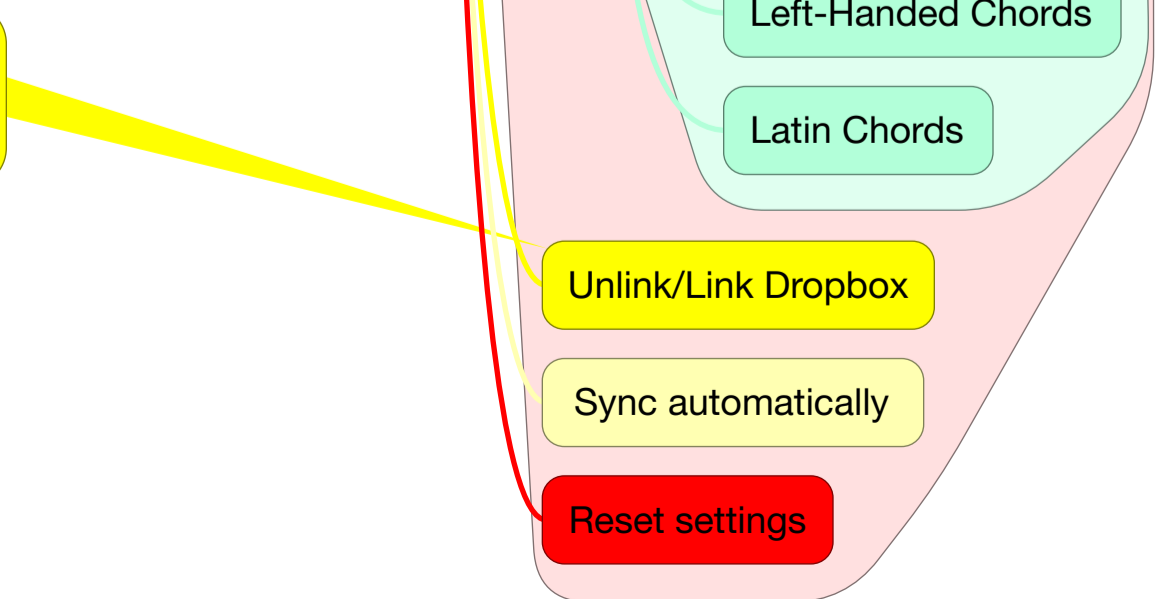 Left-Handed Chords
Latin Chords
Unlink/Link Dropbox
Sync automatically
Reset settings